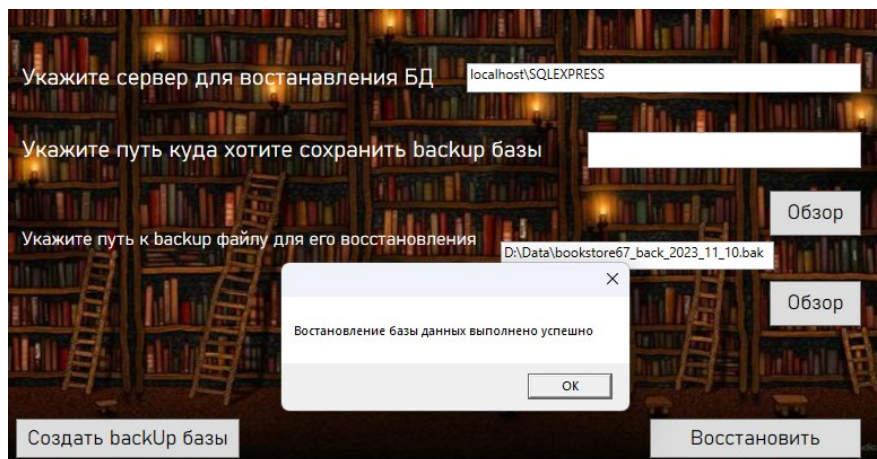 Укажите сервер для востанавления БД
localhost\SQLEXPRESS
Укажите путь куда хотите сохранить backup базы
Обзор
Укажите путь к backup файлу для его восстановления
D:\Data\bookstore67_back_2023_11_10.bak
Обзор
Востановление базы данных выполнено успешно
OK
Создать backUp базы
Восстановить